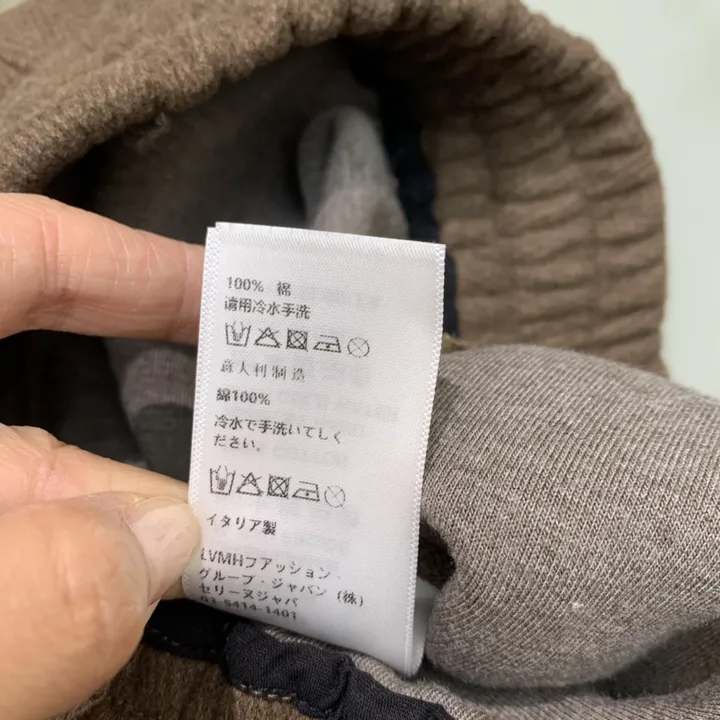 100% 棉
请用冷水手洗
意大利制造
綿100%
冷水で手洗いてしく
ださい。
イタリア製
LVMHフアッション・
グループ・ジャパン (株)
セリーヌジャパ
03-5414-1401